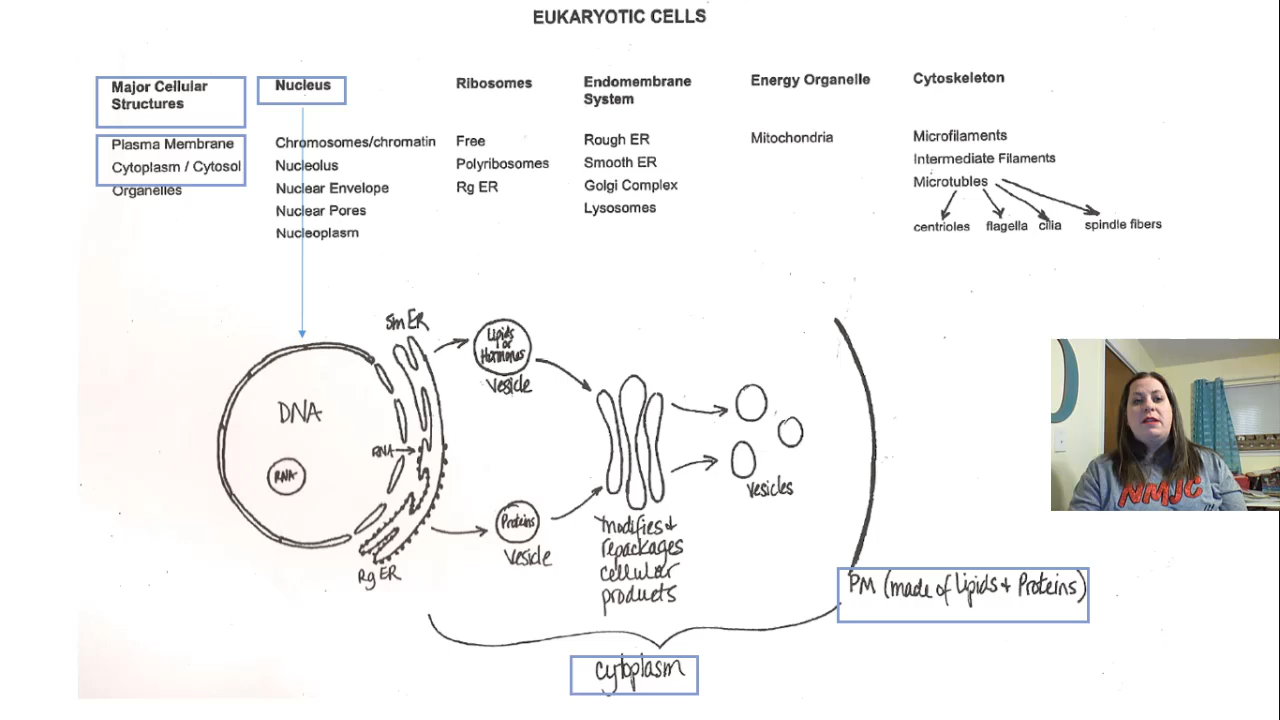 EUKARYOTIC CELLS
Major Cellular
Structures
Plasma Membrane
Cytoplasm / Cytosol
Organelles
Nucleus
Chromosomes/chromatin
Nucleolus
Nuclear Envelope
Nuclear Pores
Nucleoplasm
Ribosomes
Free
Polyribosomes
Rg ER
Endomembrane
System
Rough ER
Smooth ER
Golgi Complex
Lysosomes
Energy Organelle
Mitochondria
Cytoskeleton
Microfilaments
Intermediate Filaments
Microtubles
centrioles flagella cilia spindle fibers
Sm ER
Lipids
or
Hormones
Vesicle
DNA
RNA
RNA
Rg ER
Proteins
Vesicle
modifies &
repackages
cellular
products
Vesicles
PM (made of Lipids & Proteins)
cytoplasm
NMJC